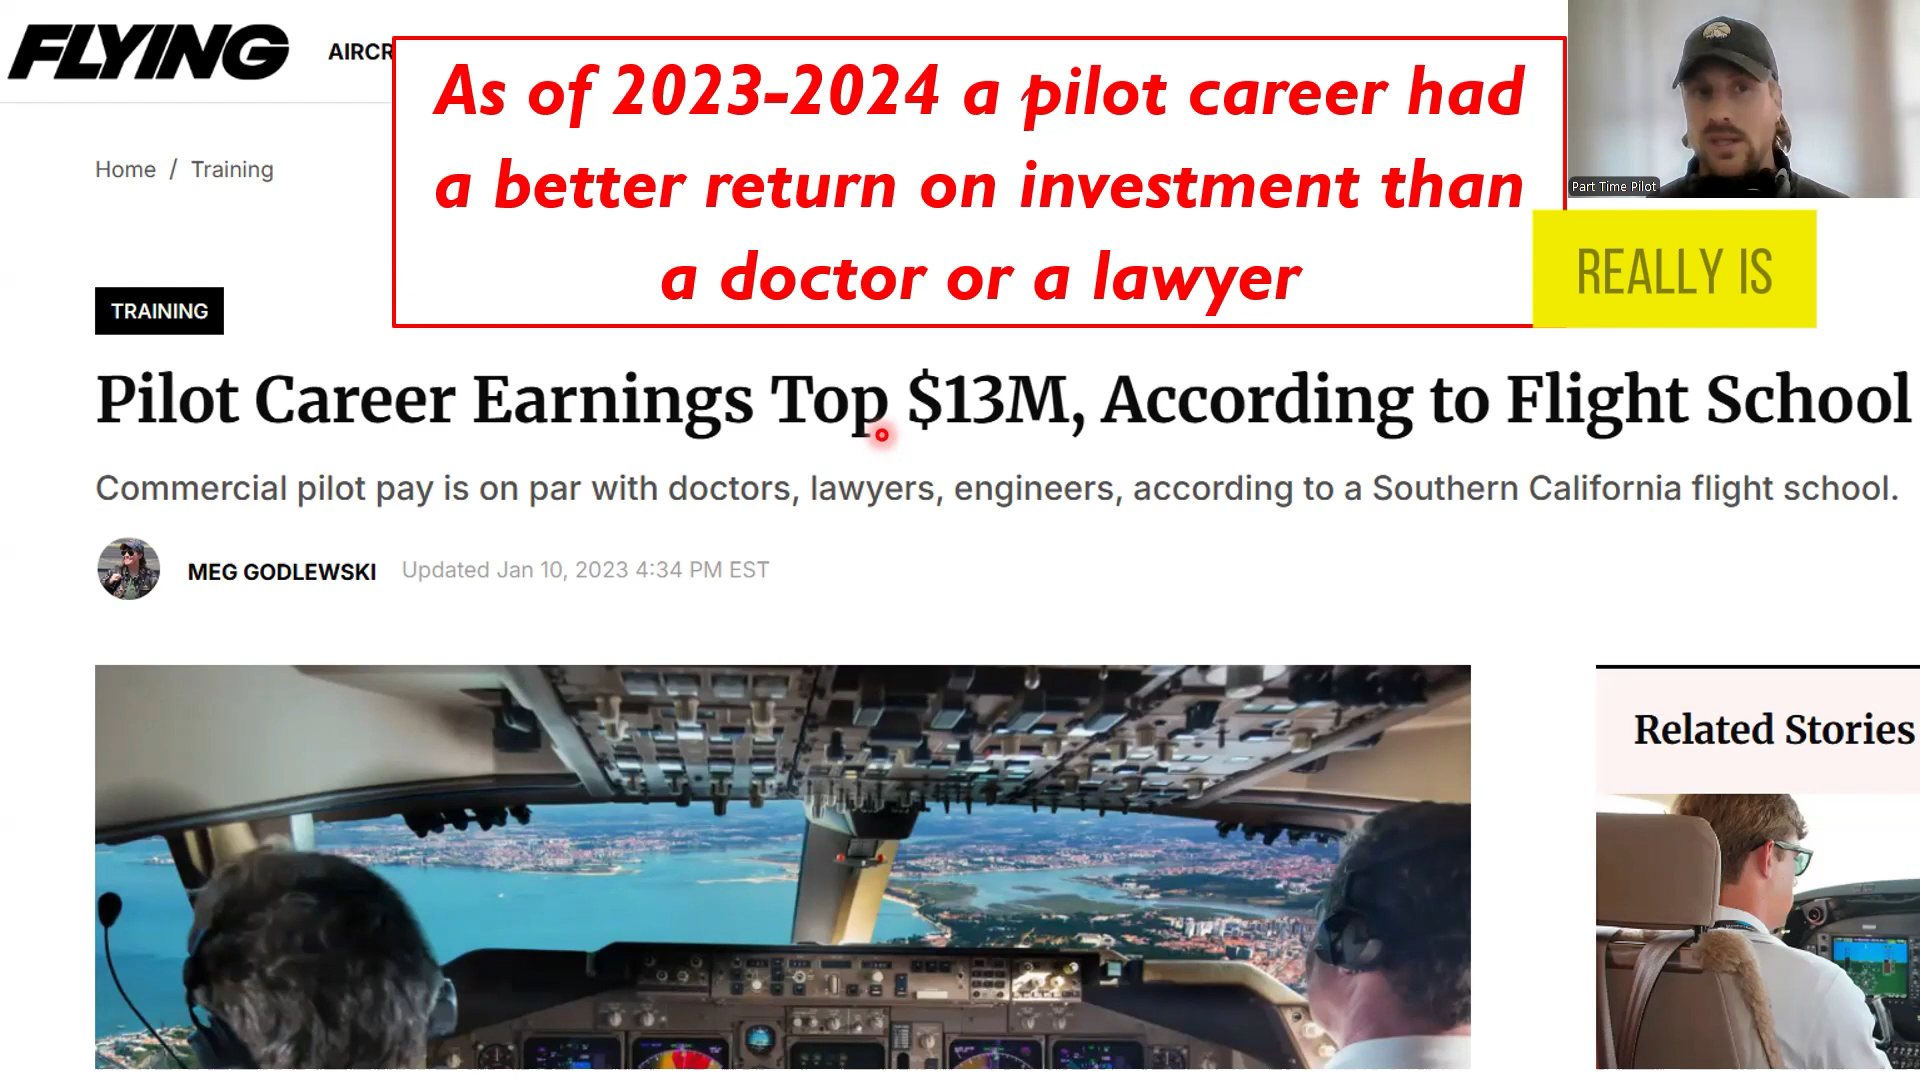 FLYING
AIRCR
As of 2023-2024 a pilot career had
a better return on investment than
a doctor or a lawyer
Part Time Pilot
REALLY IS
Home / Training
TRAINING
Pilot Career Earnings Top $13M, According to Flight School
Commercial pilot pay is on par with doctors, lawyers, engineers, according to a Southern California flight school.
MEG GODLEWSKI Updated Jan 10, 2023 4:34 PM EST
Related Stories